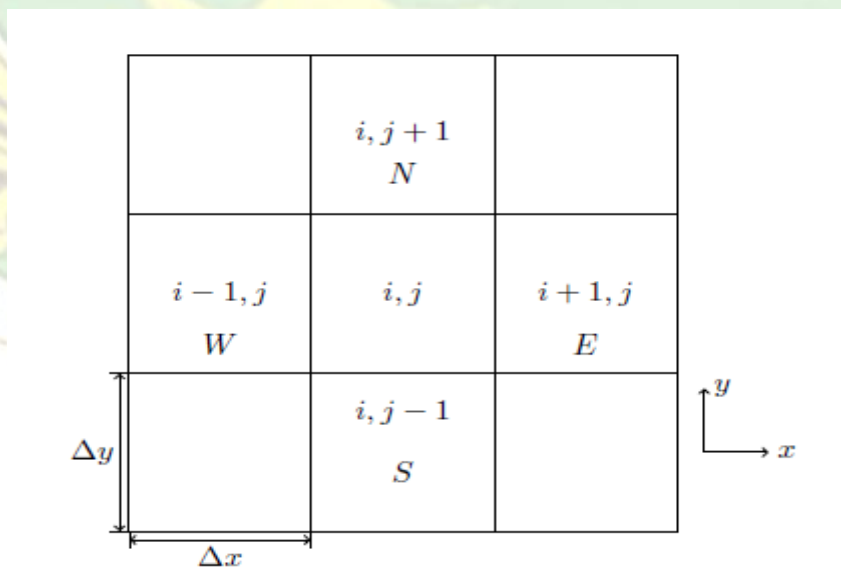 i, j + 1
N
i − 1, j
i, j
i + 1, j
W
E
i, j − 1
S
Δy
Δx
y
x